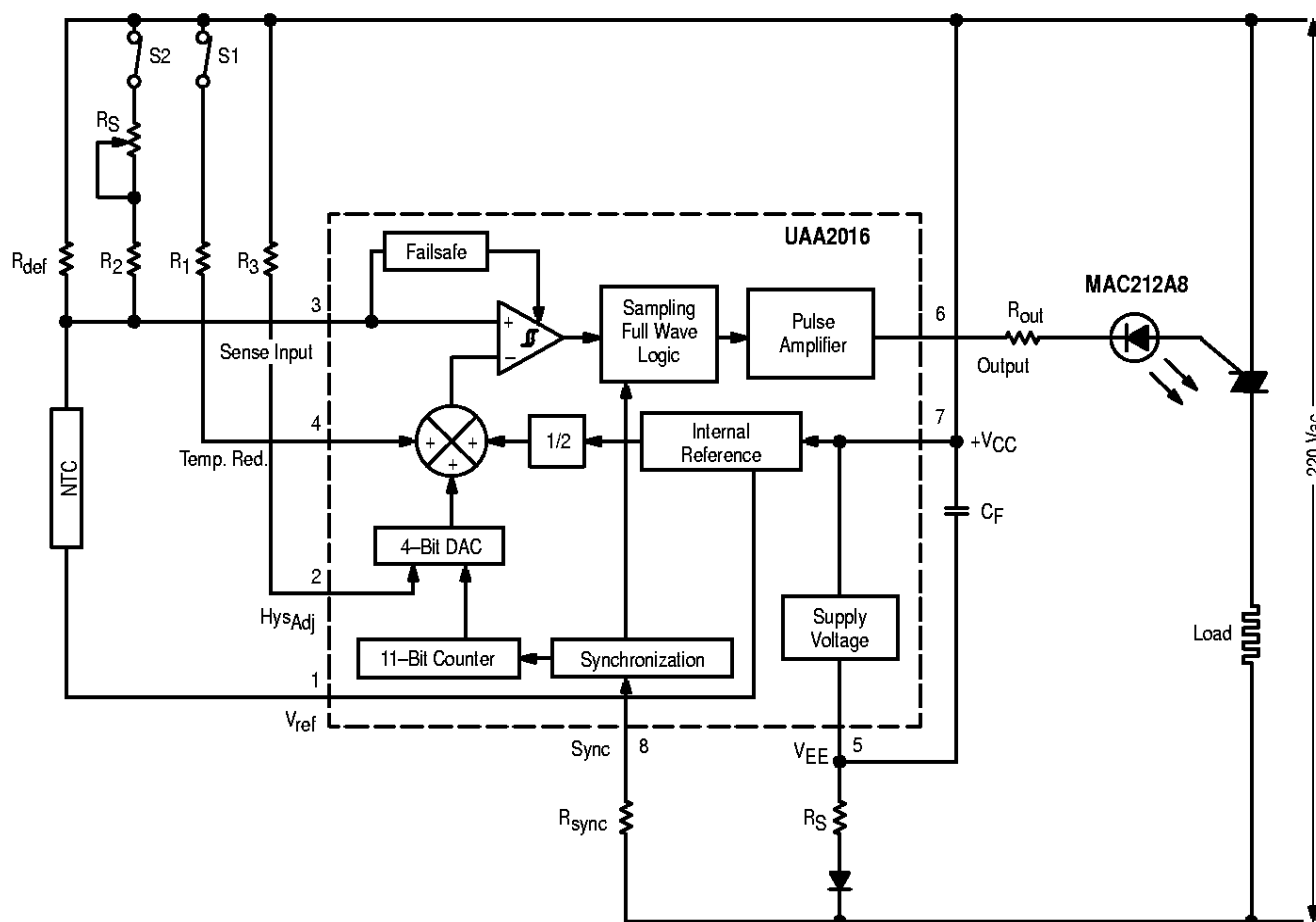 S2
S1
RS
UAA2016
Failsafe
Rdef
R2
R1
R3
MAC212A8
3
Sampling
Full Wave
Logic
Pulse
Amplifier
6
Rout
+
−
Sense Input
Output
4
+
+
+
1/2
Internal
Reference
7
+VCC
220 Vac
Temp. Red.
NTC
CF
4–Bit DAC
2
HysAdj
Supply
Voltage
Load
11–Bit Counter
Synchronization
1
Vref
Sync
8
VEE
5
Rsync
RS